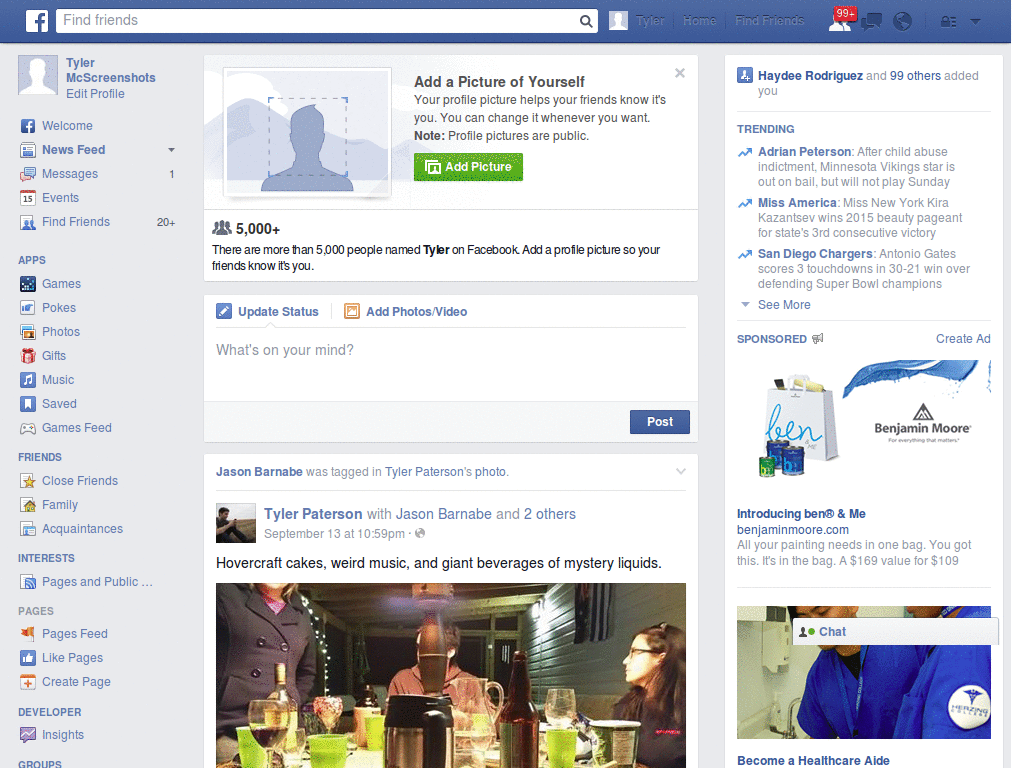 f Find friends Tyler Home Find Friends 99+
Tyler
McScreenshots
Edit Profile
Welcome
News Feed
Messages 1
15 Events
Find Friends 20+
APPS
Games
Pokes
Photos
Gifts
Music
Saved
Games Feed
FRIENDS
Close Friends
Family
Acquaintances
INTERESTS
Pages and Public ...
PAGES
Pages Feed
Like Pages
Create Page
DEVELOPER
Insights
GROUPS
Add a Picture of Yourself
Your profile picture helps your friends know it's
you. You can change it whenever you want.
Note: Profile pictures are public.
Add Picture
5,000+
There are more than 5,000 people named Tyler on Facebook. Add a profile picture so your
friends know it's you.
Update Status Add Photos/Video
What's on your mind?
Post
Jason Barnabe was tagged in Tyler Paterson's photo.
Tyler Paterson with Jason Barnabe and 2 others
September 13 at 10:59pm ·
Hovercraft cakes, weird music, and giant beverages of mystery liquids.
Haydee Rodriguez and 99 others added
you
TRENDING
Adrian Peterson: After child abuse
indictment, Minnesota Vikings star is
out on bail, but will not play Sunday
Miss America: Miss New York Kira
Kazantsev wins 2015 beauty pageant
for state's 3rd consecutive victory
San Diego Chargers: Antonio Gates
scores 3 touchdowns in 30-21 win over
defending Super Bowl champions
See More
SPONSORED Create Ad
ben
& ME
Benjamin Moore®
For everything that matters.™
Introducing ben® & Me
benjaminmoore.com
All your painting needs in one bag. You got
this. It's in the bag. A $169 value for $109
Chat
HERZING
COLLEGE
Become a Healthcare Aide